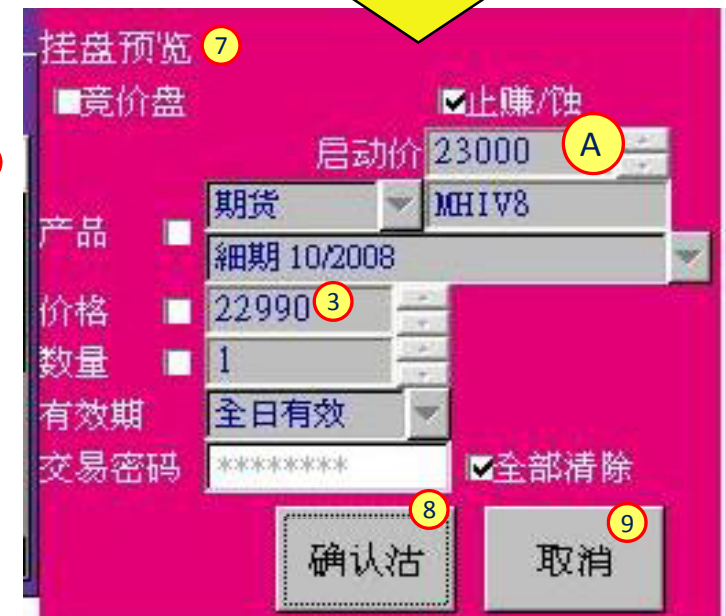 挂盘预览 7
竞价盘 止赚/蚀
启动价 23000 A
期货 MHIV8
产品
細期 10/2008
价格 22990 3
数量 1
有效期 全日有效
交易密码 ******** 全部清除
8 9
确认沽 取消